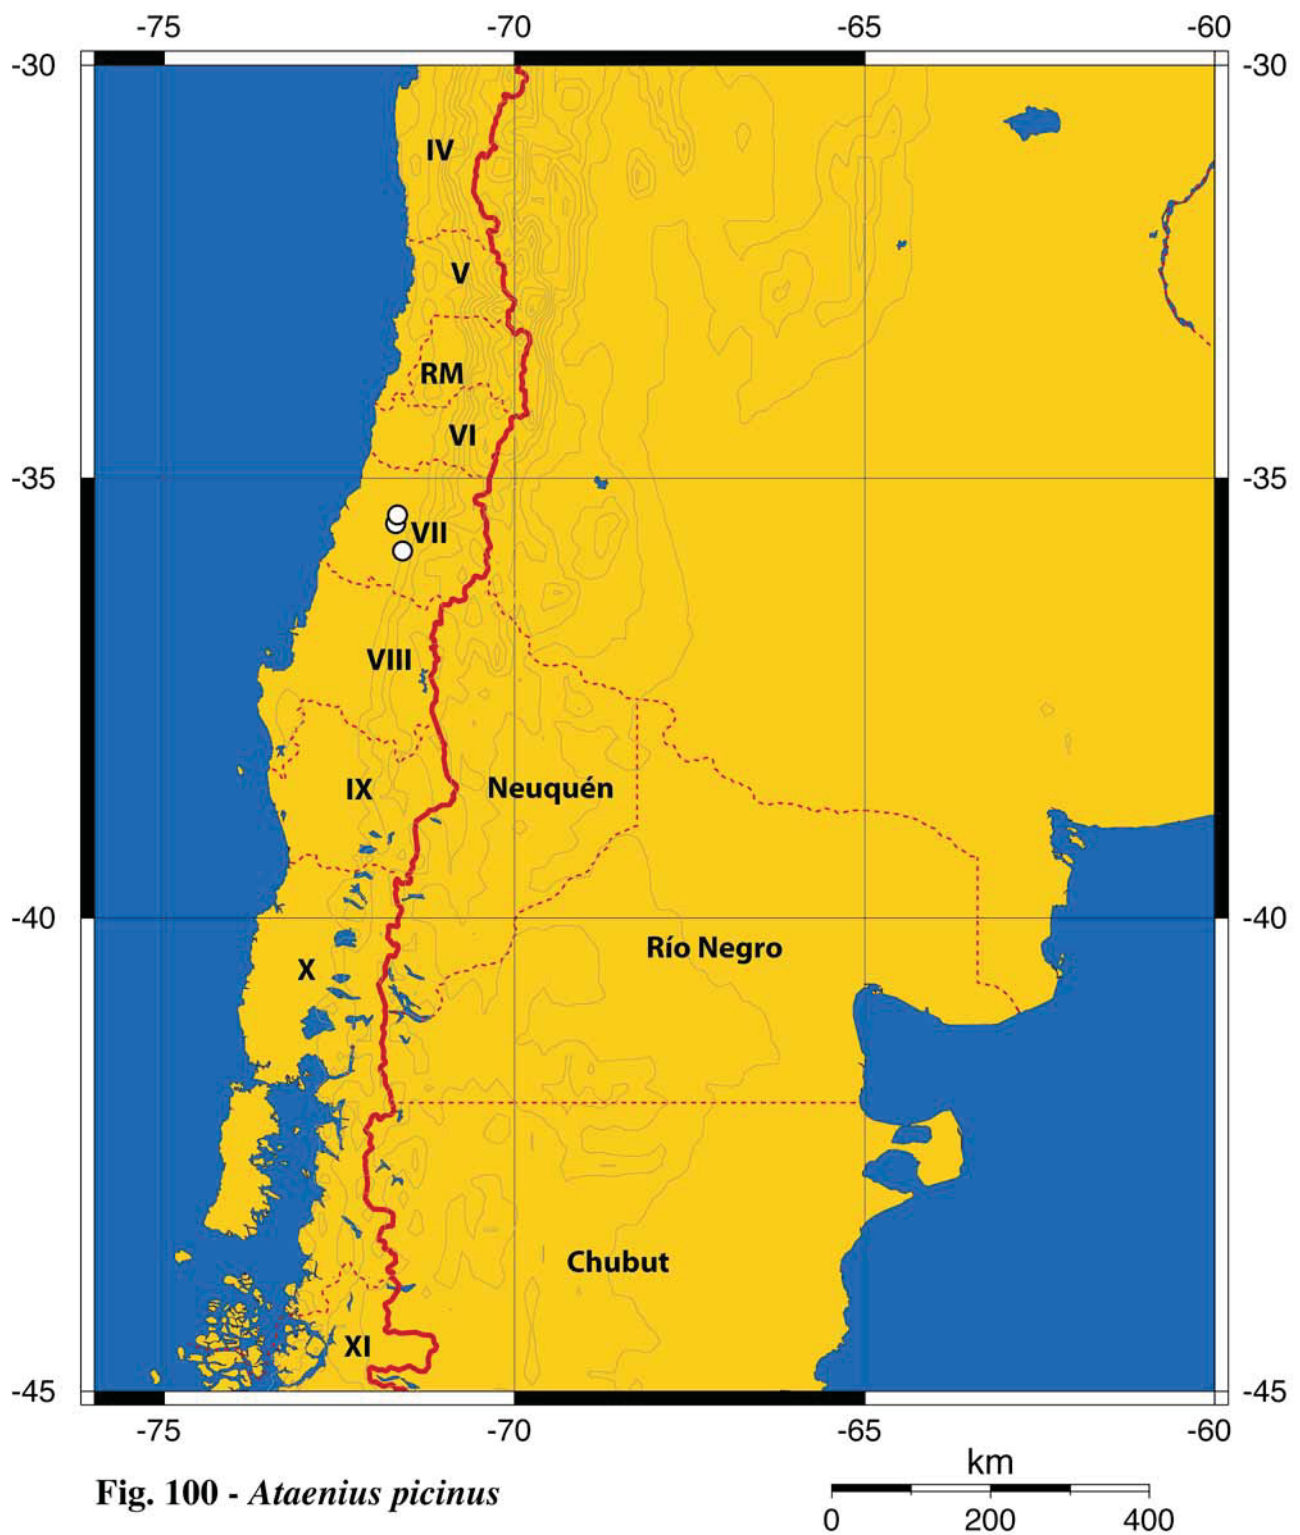 -75 -70 -65 -60
-30 -30
IV
V
RM
VI
-35 -35
VII
VIII
IX
Neuquén
-40 -40
Río Negro
X
Chubut
XI
-45 -45
-75 -70 -65 -60
km
Fig. 100 - Ataenius picinus
0 200 400